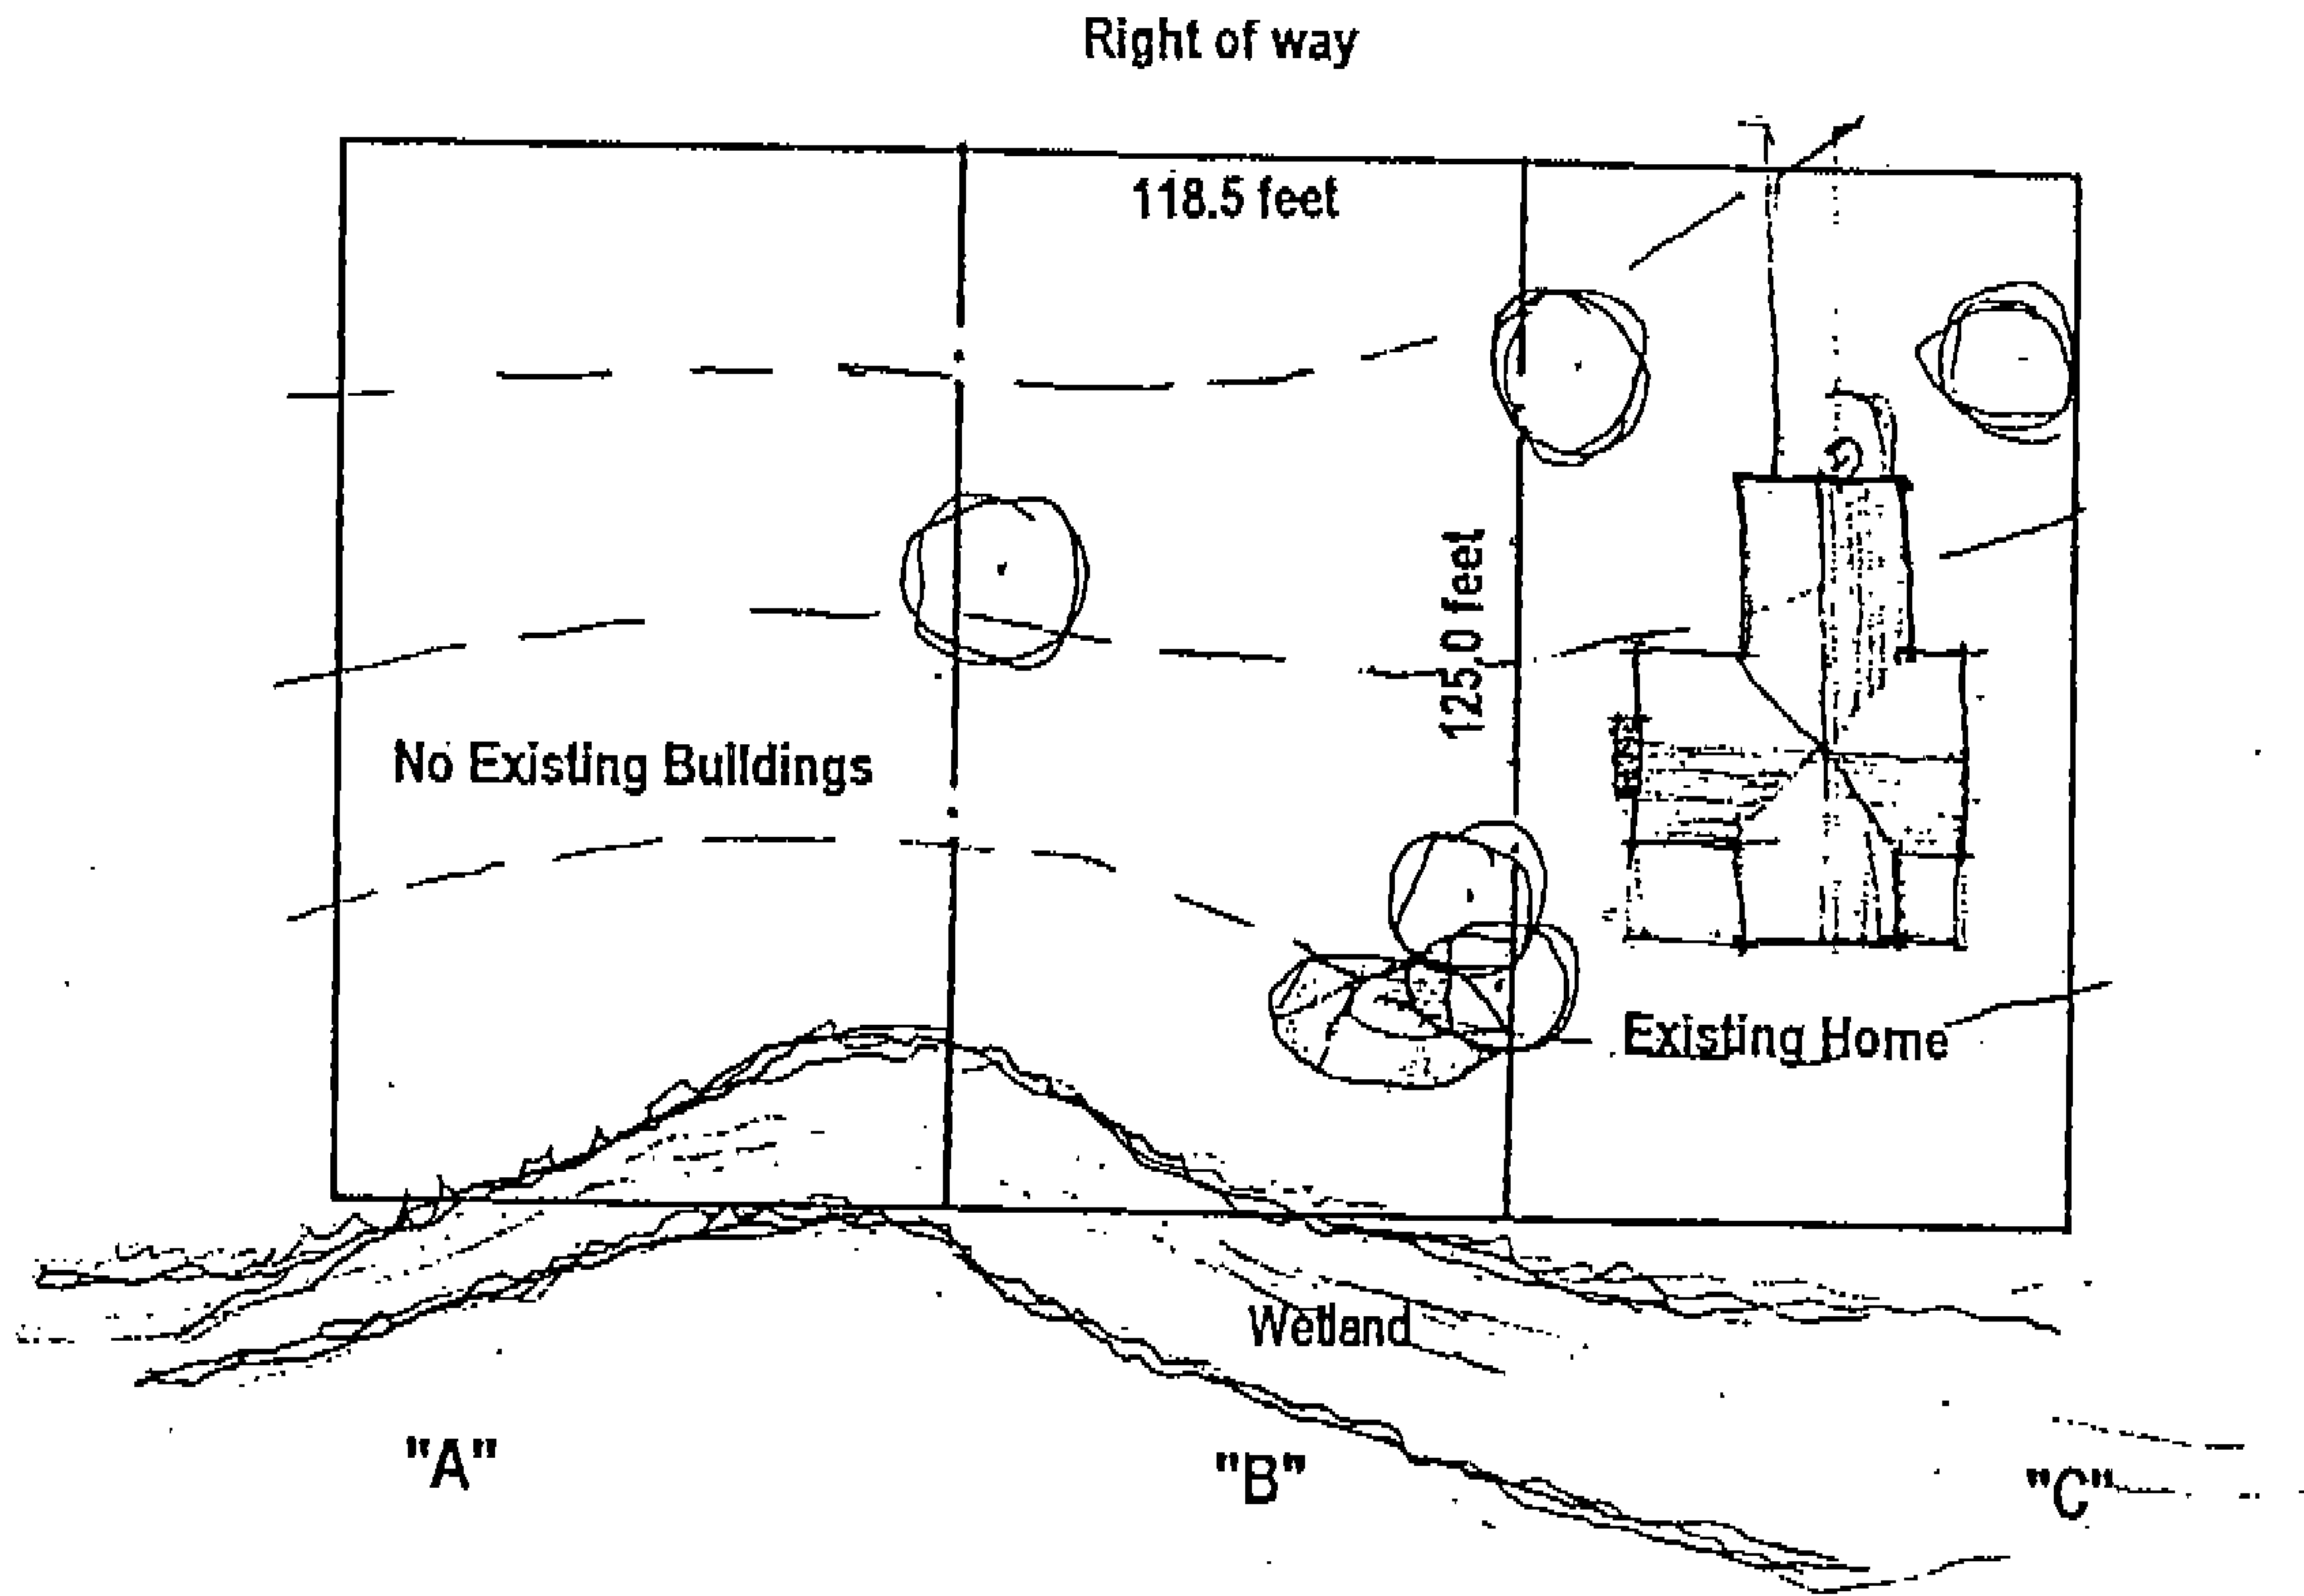 Right of way
118.5 feet
125.0 feet
No Existing Buildings
Existing Home
Wetland
"A"
"B"
"C"